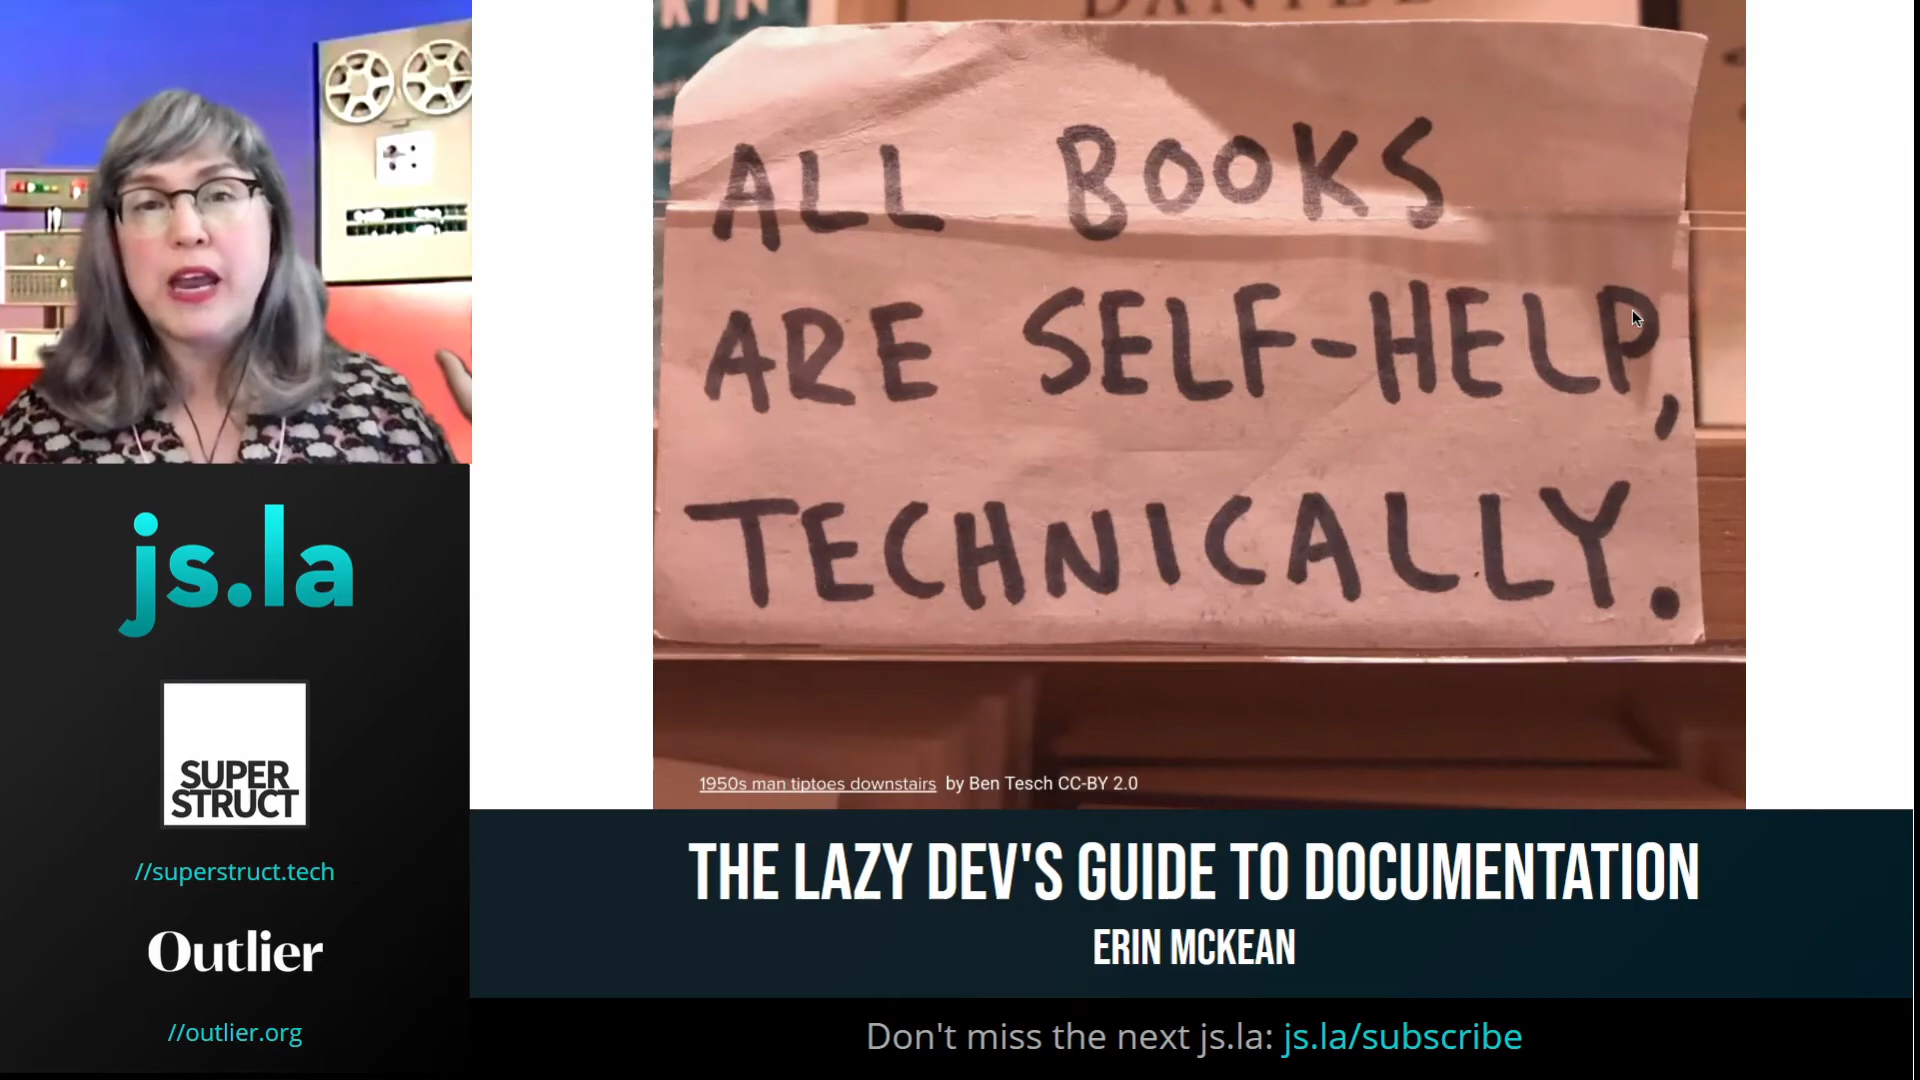 KIN
DANIEL
ALL BOOKS
ARE SELF-HELP,
TECHNICALLY.
1950s man tiptoes downstairs by Ben Tesch CC-BY 2.0
js.la
SUPER
STRUCT
//superstruct.tech
Outlier
//outlier.org
THE LAZY DEV'S GUIDE TO DOCUMENTATION
ERIN MCKEAN
Don't miss the next js.la: js.la/subscribe